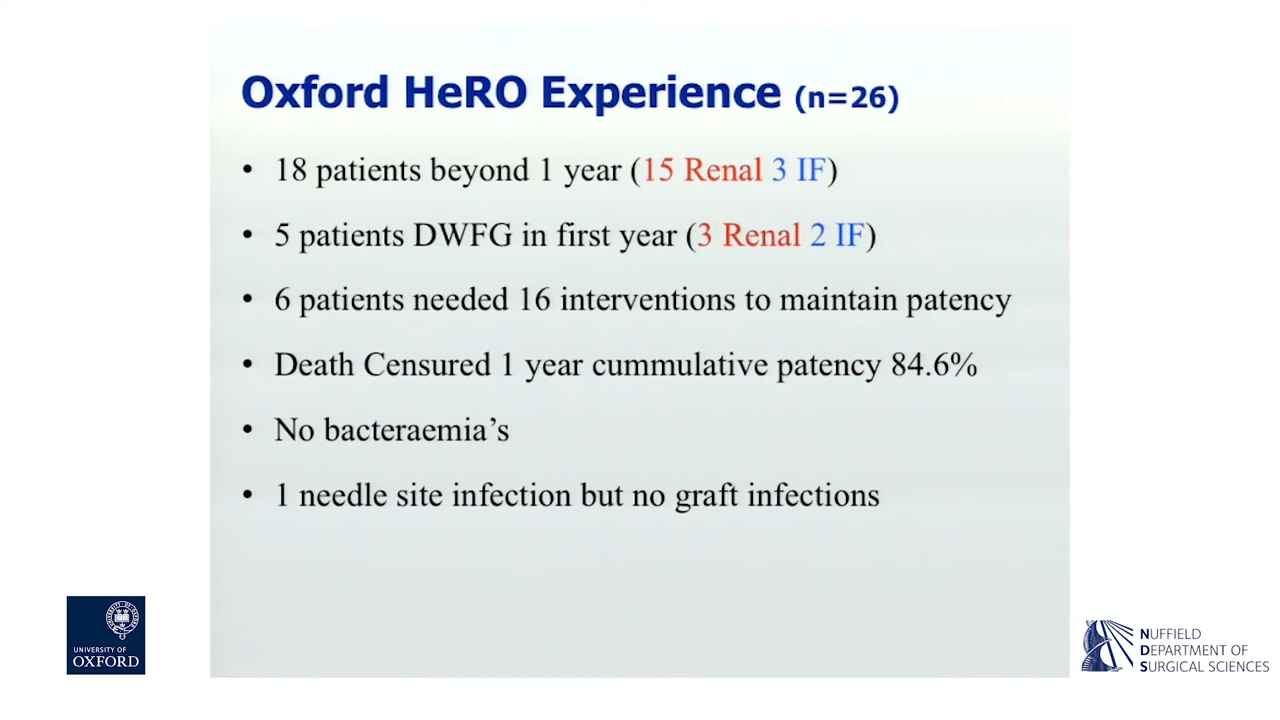 Oxford HeRO Experience (n=26)
• 18 patients beyond 1 year (15 Renal 3 IF)
• 5 patients DWFG in first year (3 Renal 2 IF)
• 6 patients needed 16 interventions to maintain patency
• Death Censured 1 year cummulative patency 84.6%
• No bacteraemia’s
• 1 needle site infection but no graft infections
UNIVERSITY OF
OXFORD
NUFFIELD
DEPARTMENT OF
SURGICAL SCIENCES